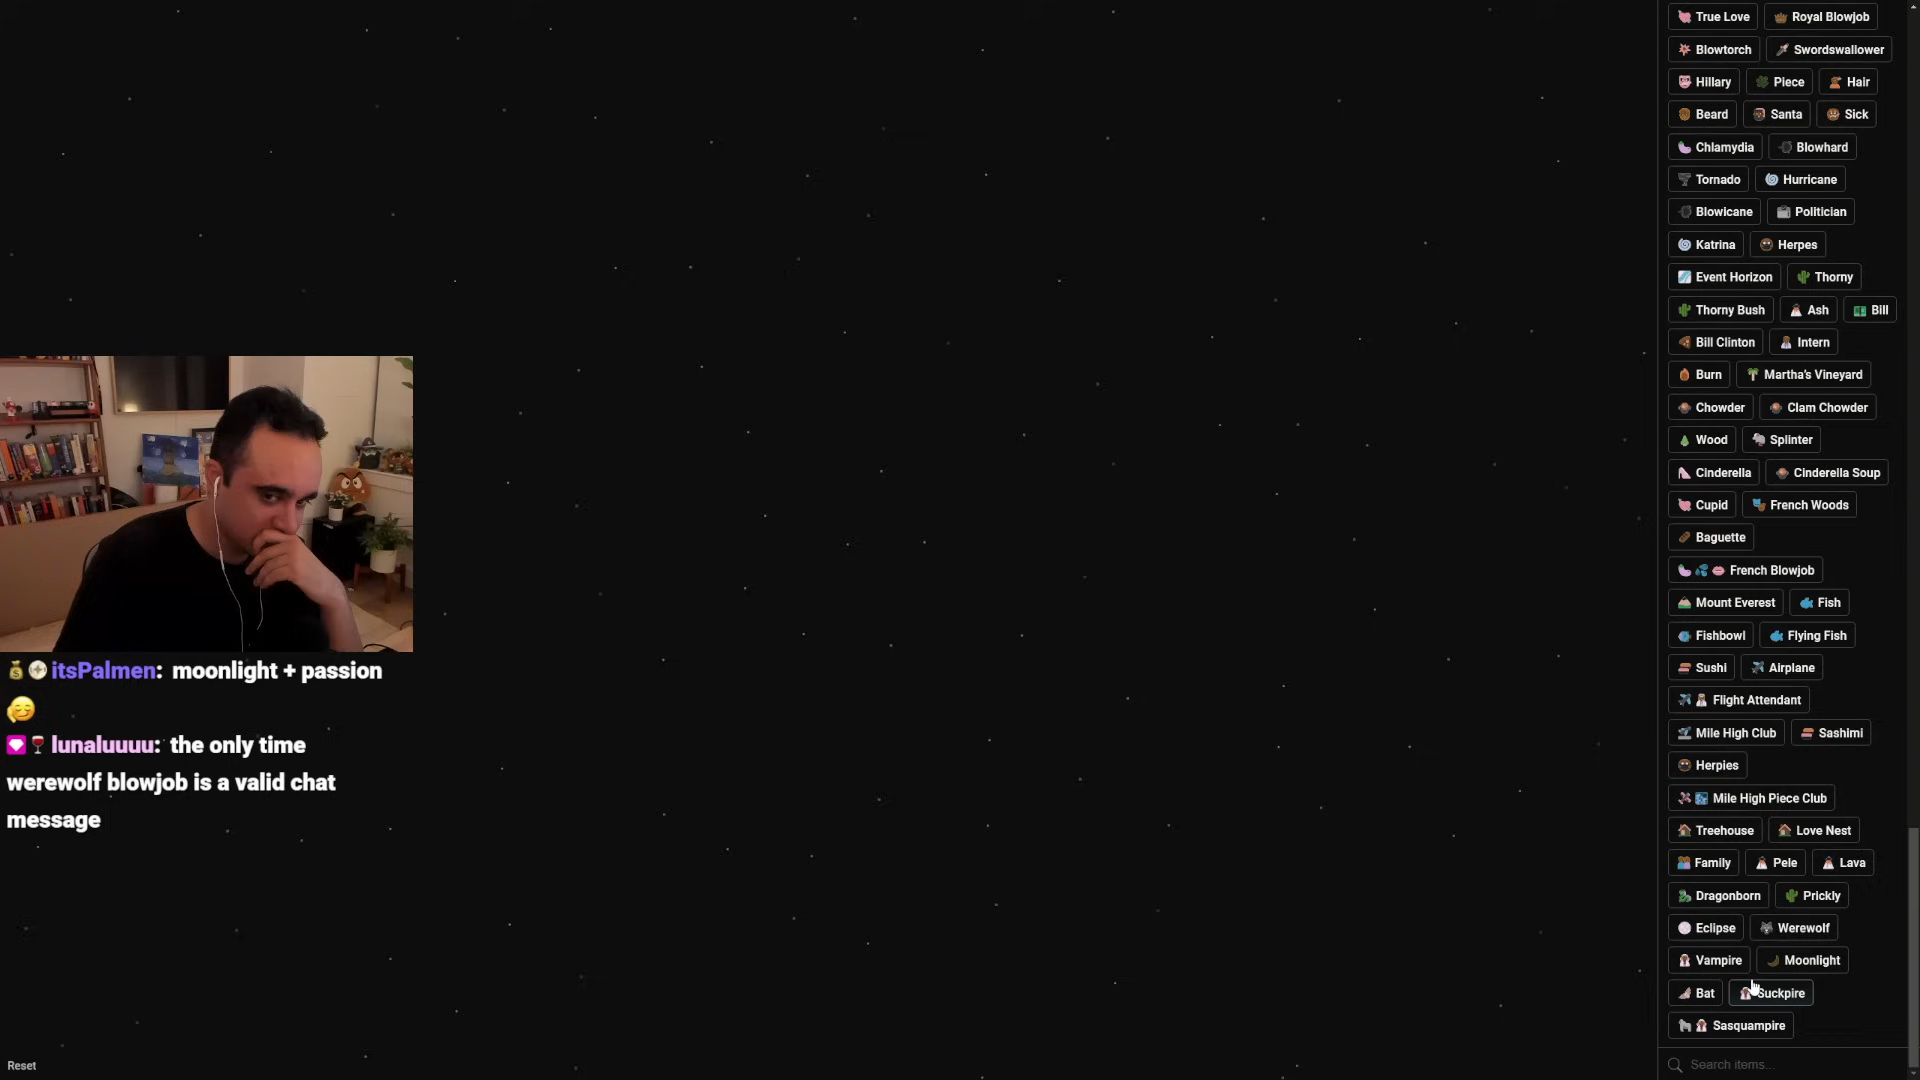 True Love Royal Blowjob
Blowtorch Swordswallower
Hillary Piece Hair
Beard Santa Sick
Chlamydia Blowhard
Tornado Hurricane
Blowicane Politician
Katrina Herpes
Event Horizon Thorny
Thorny Bush Ash Bill
Bill Clinton Intern
Burn Martha's Vineyard
Chowder Clam Chowder
Wood Splinter
Cinderella Cinderella Soup
Cupid French Woods
Baguette
French Blowjob
Mount Everest Fish
Fishbowl Flying Fish
Sushi Airplane
Flight Attendant
Mile High Club Sashimi
Herpies
Mile High Piece Club
Treehouse Love Nest
Family Pele Lava
Dragonborn Prickly
Eclipse Werewolf
Vampire Moonlight
Bat Suckpire
Sasquampire
Search items...
itsPalmen: moonlight + passion
lunaluuuu: the only time
werewolf blowjob is a valid chat
message
Reset